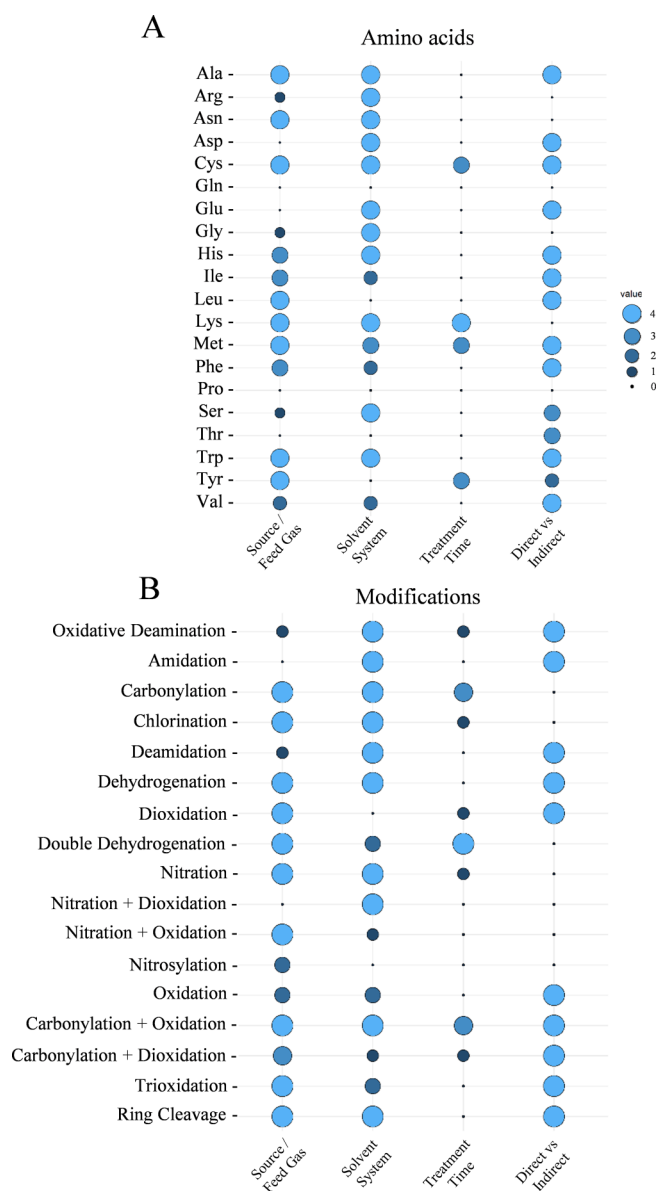 A
Amino acids
Ala
Arg
Asn
Asp
Cys
Gln
Glu
Gly
His
Ile
Leu
Lys
Met
Phe
Pro
Ser
Thr
Trp
Tyr
Val
Source /
Feed Gas
Solvent
System
Treatment
Time
Direct vs
Indirect
value
4
3
2
1
0
B
Modifications
Oxidative Deamination
Amidation
Carbonylation
Chlorination
Deamidation
Dehydrogenation
Dioxidation
Double Dehydrogenation
Nitration
Nitration + Dioxidation
Nitration + Oxidation
Nitrosylation
Oxidation
Carbonylation + Oxidation
Carbonylation + Dioxidation
Trioxidation
Ring Cleavage
Source /
Feed Gas
Solvent
System
Treatment
Time
Direct vs
Indirect